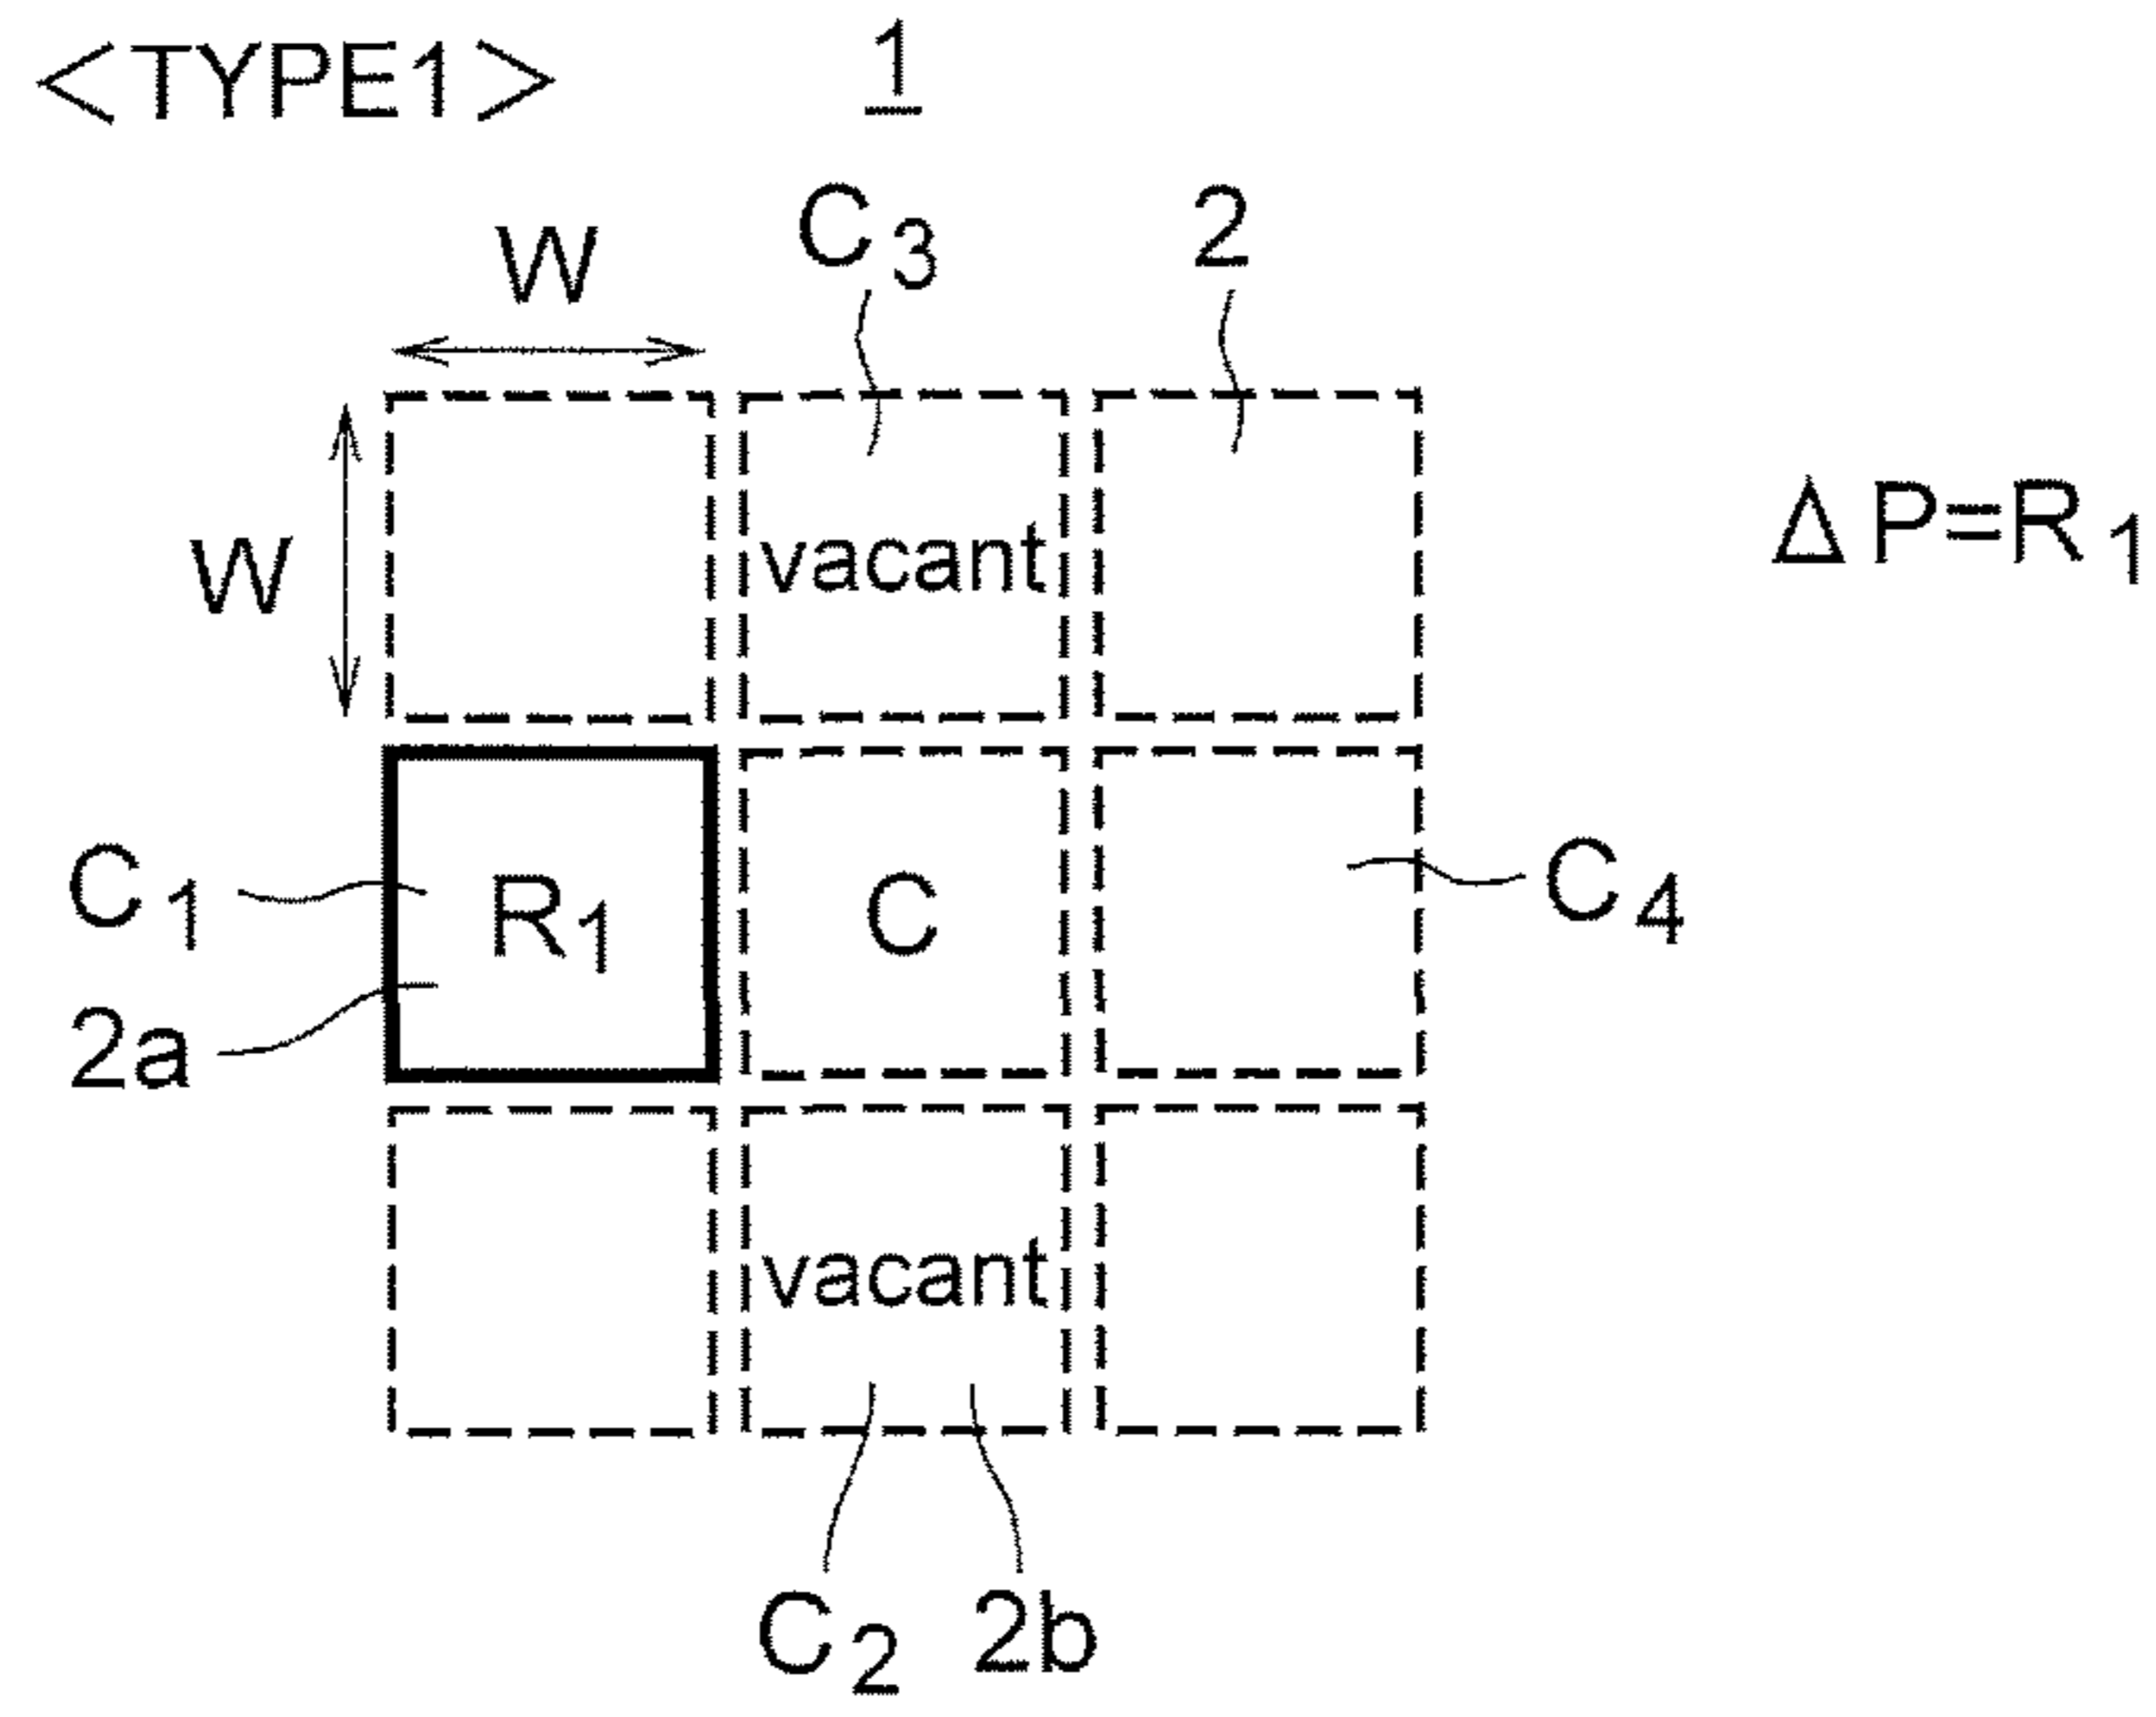 <TYPE1>
1
C3
2
W
W
vacant
ΔP=R1
C1
R1
C
C4
2a
vacant
C2
2b